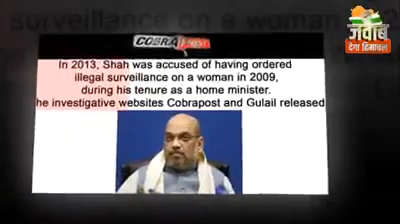 surveillance on a woman
जवाब
देगा हिमाचल
COBRAPOST
In 2013, Shah was accused of having ordered
illegal surveillance on a woman in 2009,
during his tenure as a home minister.
he investigative websites Cobrapost and Gulail released